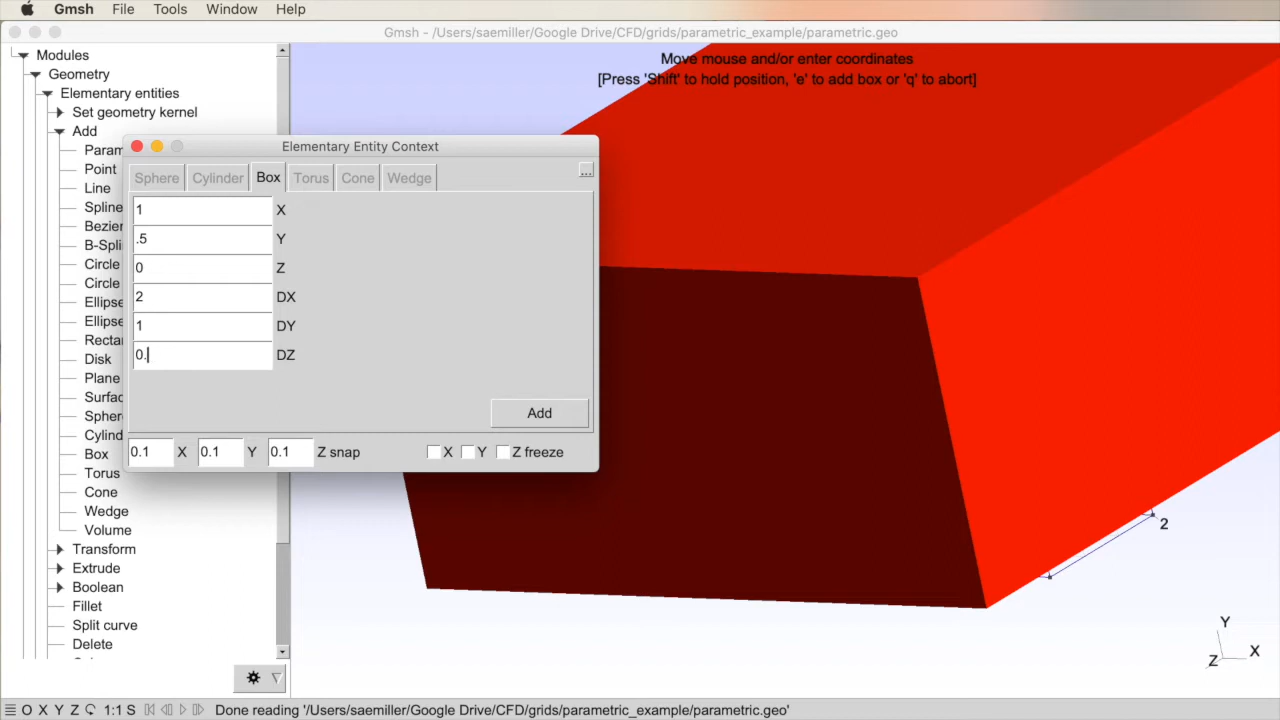 Gmsh File Tools Window Help
Gmsh - /Users/saemiller/Google Drive/CFD/grids/parametric_example/parametric.geo
Modules
Geometry
Elementary entities
Set geometry kernel
Add
Param
Point
Line
Spline
Bezier
B-Spli
Circle
Circle
Ellipse
Ellipse
Rectan
Disk
Plane
Surfac
Sphere
Cylind
Box
Torus
Cone
Wedge
Volume
Transform
Extrude
Boolean
Fillet
Split curve
Delete
Move mouse and/or enter coordinates
[Press 'Shift' to hold position, 'e' to add box or 'q' to abort]
Elementary Entity Context
Sphere Cylinder Box Torus Cone Wedge ...
1 X
.5 Y
0 Z
2 DX
1 DY
0. DZ
Add
0.1 X 0.1 Y 0.1 Z snap X Y Z freeze
2
Y
X
Z
O X Y Z 1:1 S Done reading '/Users/saemiller/Google Drive/CFD/grids/parametric_example/parametric.geo'